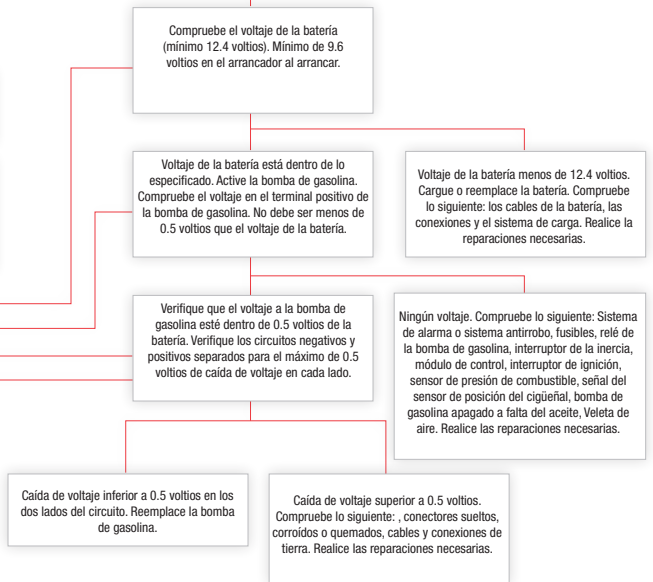 Compruebe el voltaje de la batería
(mínimo 12.4 voltios). Mínimo de 9.6
voltios en el arrancador al arrancar.
Voltaje de la batería está dentro de lo
especificado. Active la bomba de gasolina.
Compruebe el voltaje en el terminal positivo de
la bomba de gasolina. No debe ser menos de
0.5 voltios que el voltaje de la batería.
Voltaje de la batería menos de 12.4 voltios.
Cargue o reemplace la batería. Compruebe
lo siguiente: los cables de la batería, las
conexiones y el sistema de carga. Realice la
reparaciones necesarias.
Verifique que el voltaje a la bomba de
gasolina esté dentro de 0.5 voltios de la
batería. Verifique los circuitos negativos y
positivos separados para el máximo de 0.5
voltios de caída de voltaje en cada lado.
Ningún voltaje. Compruebe lo siguiente: Sistema
de alarma o sistema antirrobo, fusibles, relé de
la bomba de gasolina, interruptor de la inercia,
módulo de control, interruptor de ignición,
sensor de presión de combustible, señal del
sensor de posición del cigüeñal, bomba de
gasolina apagado a falta del aceite, Veleta de
aire. Realice las reparaciones necesarias.
Caída de voltaje inferior a 0.5 voltios en los
dos lados del circuito. Reemplace la bomba
de gasolina.
Caída de voltaje superior a 0.5 voltios.
Compruebe lo siguiente: , conectores sueltos,
corroídos o quemados, cables y conexiones de
tierra. Realice las reparaciones necesarias.